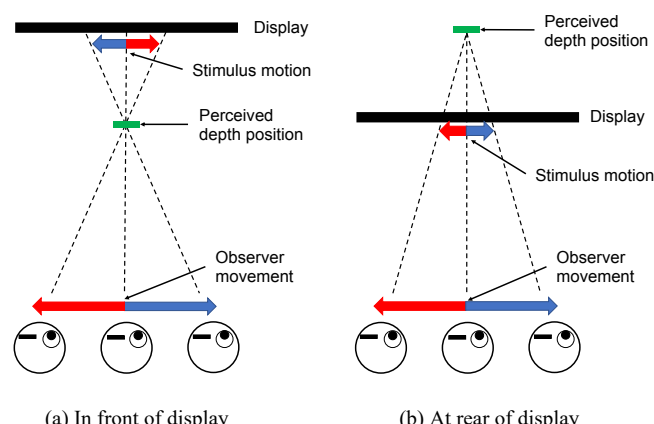 Display
Stimulus motion
Perceived
depth position
Observer
movement
(a) In front of display
Perceived
depth position
Display
Stimulus motion
Observer
movement
(b) At rear of display